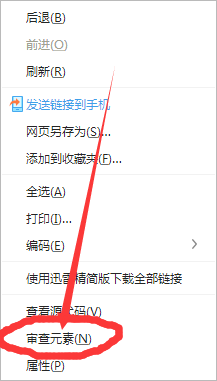 后退(B)
前进(O)
刷新(R)
发送链接到手机
网页另存为(S)...
添加到收藏夹(F)...
全选(A)
打印(I)...
编码(E)
使用迅雷精简版下载全部链接
查看源代码(V)
审查元素(N)
属性(P)